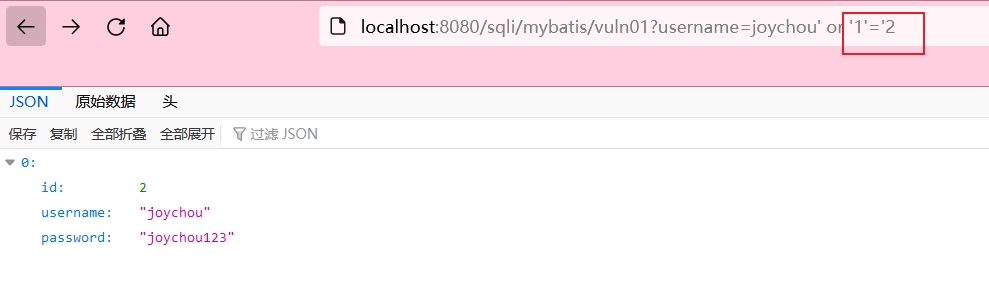 localhost:8080/sqli/mybatis/vuln01?username=joychou' or '1'='2
JSON 原始数据 头
保存 复制 全部折叠 全部展开 过滤 JSON
0:
id: 2
username: "joychou"
password: "joychou123"